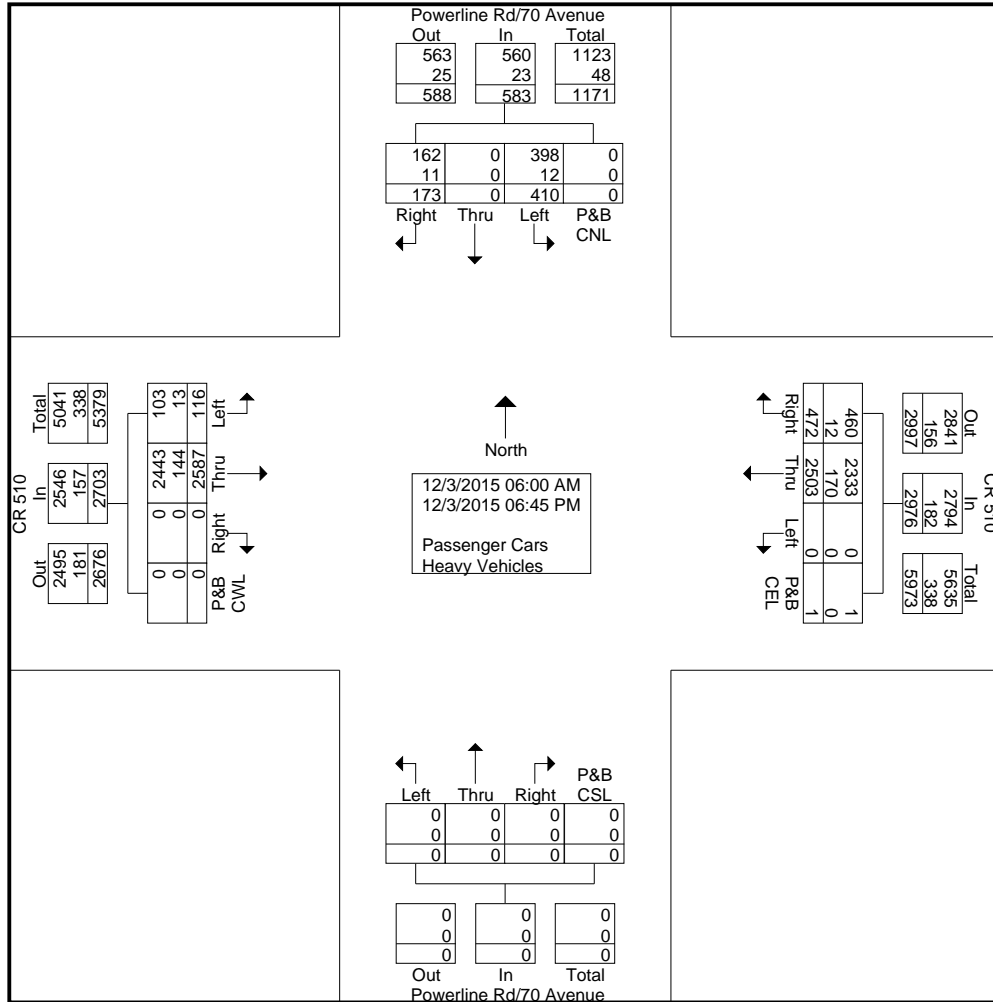 Powerline Rd/70 Avenue
Out In Total
563 560 1123
25 23 48
588 583 1171
162 0 398 0
11 0 12 0
173 0 410 0
Right Thru Left P&B
CNL
CR 510
Total In Out
5041 2546 2495
338 157 181
5379 2703 2676
103 2443 0 0
13 144 0 0
116 2587 0 0
Left Thru Right P&B
CWL
North
12/3/2015 06:00 AM
12/3/2015 06:45 PM
Passenger Cars
Heavy Vehicles
Right Thru Left P&B
CEL
460 2333 0 1
12 170 0 0
472 2503 0 1
Out In Total
2841 2794 5635
156 182 338
2997 2976 5973
CR 510
P&B
Left Thru Right CSL
0 0 0 0
0 0 0 0
0 0 0 0
0 0 0
0 0 0
0 0 0
Out In Total
Powerline Rd/70 Avenue